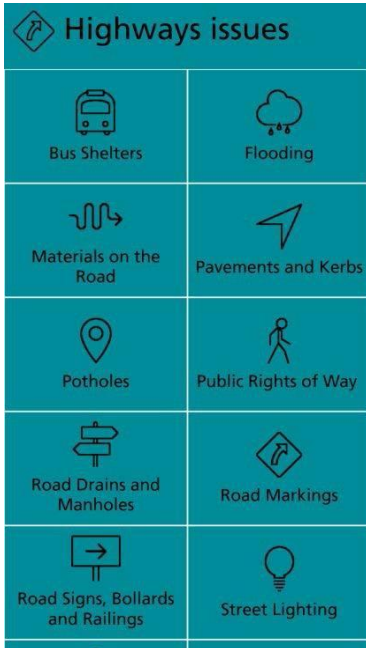 Highways issues
Bus Shelters
Flooding
Materials on the
Road
Pavements and Kerbs
Potholes
Public Rights of Way
Road Drains and
Manholes
Road Markings
Road Signs, Bollards
and Railings
Street Lighting